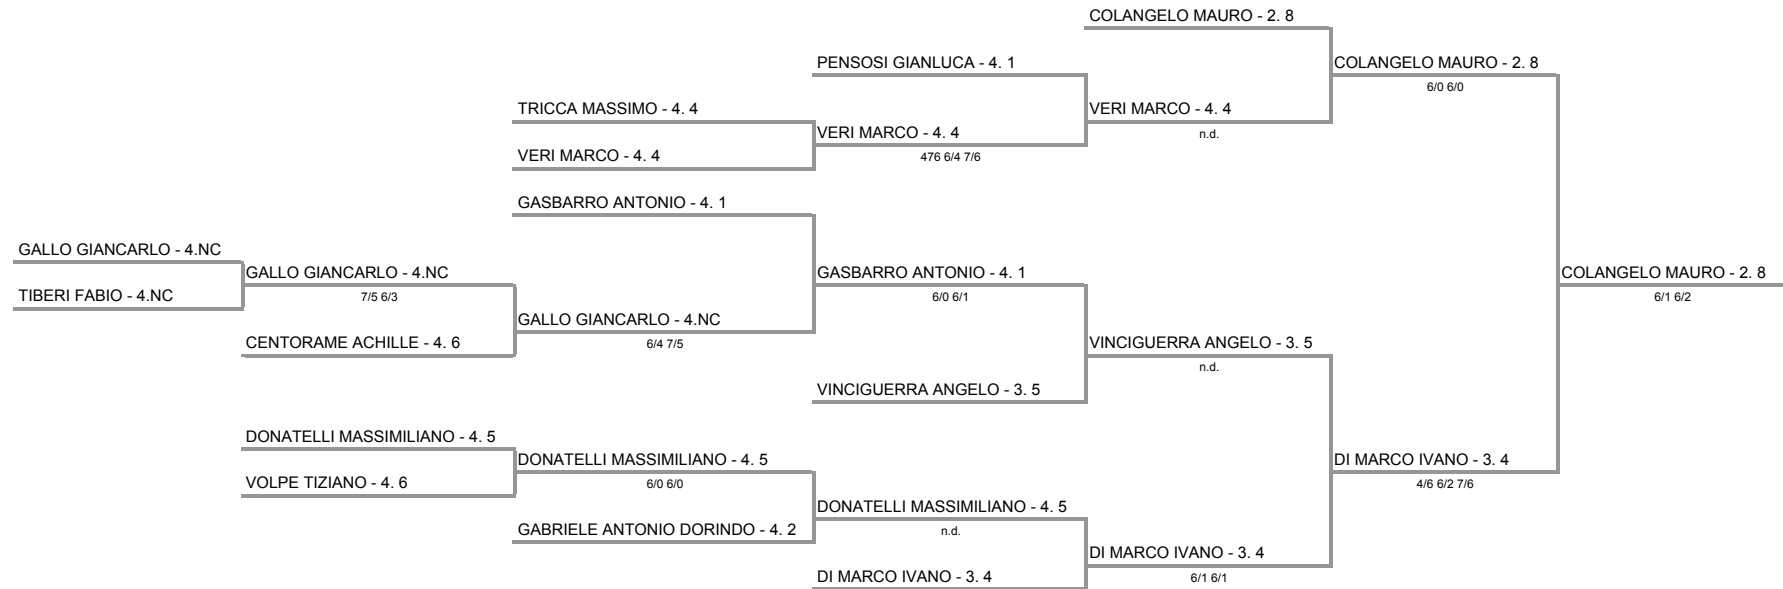 COLANGELO MAURO - 2. 8
PENSOSI GIANLUCA - 4. 1
COLANGELO MAURO - 2. 8
6/0 6/0
TRICCA MASSIMO - 4. 4
VERI MARCO - 4. 4
VERI MARCO - 4. 4
n.d.
VERI MARCO - 4. 4
476 6/4 7/6
GASBARRO ANTONIO - 4. 1
GALLO GIANCARLO - 4.NC
GALLO GIANCARLO - 4.NC
GASBARRO ANTONIO - 4. 1
COLANGELO MAURO - 2. 8
TIBERI FABIO - 4.NC
7/5 6/3
6/0 6/1
6/1 6/2
GALLO GIANCARLO - 4.NC
CENTORAME ACHILLE - 4. 6
6/4 7/5
VINCIGUERRA ANGELO - 3. 5
n.d.
VINCIGUERRA ANGELO - 3. 5
DONATELLI MASSIMILIANO - 4. 5
DONATELLI MASSIMILIANO - 4. 5
DI MARCO IVANO - 3. 4
VOLPE TIZIANO - 4. 6
6/0 6/0
4/6 6/2 7/6
DONATELLI MASSIMILIANO - 4. 5
GABRIELE ANTONIO DORINDO - 4. 2
n.d.
DI MARCO IVANO - 3. 4
DI MARCO IVANO - 3. 4
6/1 6/1